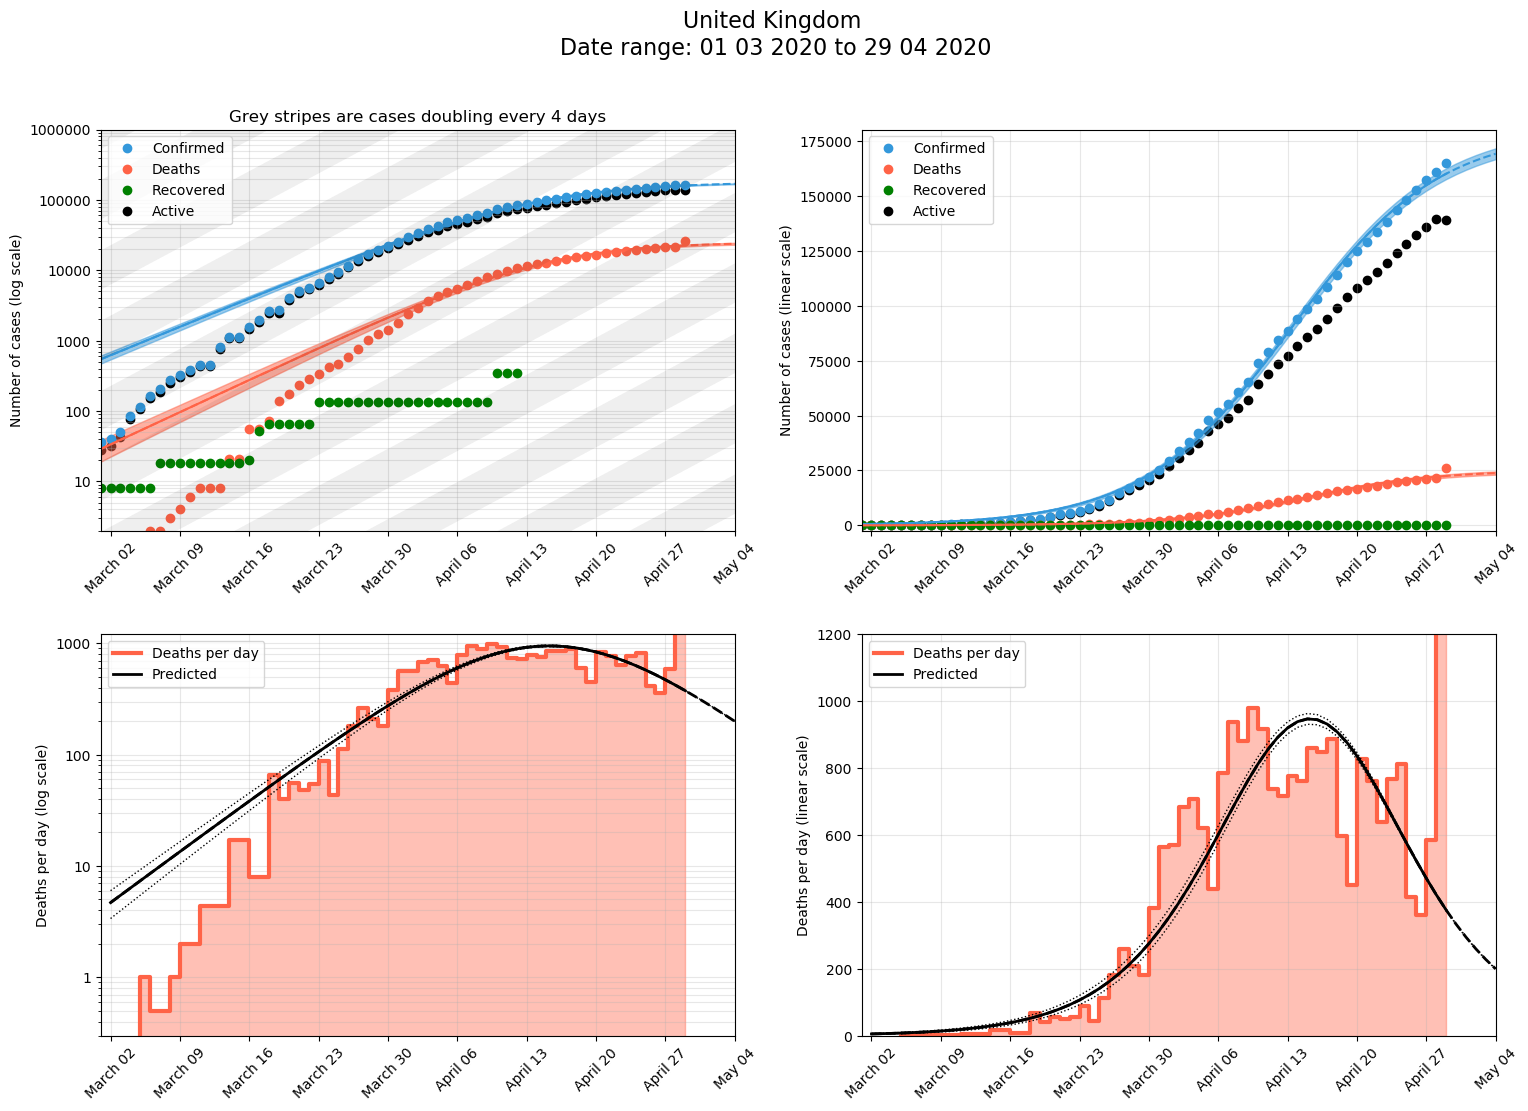 United Kingdom
Date range: 01 03 2020 to 29 04 2020
Grey stripes are cases doubling every 4 days
Number of cases (log scale)
1000000
100000
10000
1000
100
10
Confirmed
Deaths
Recovered
Active
March 02
March 09
March 16
March 23
March 30
April 06
April 13
April 20
April 27
May 04
Number of cases (linear scale)
175000
150000
125000
100000
75000
50000
25000
0
Confirmed
Deaths
Recovered
Active
March 02
March 09
March 16
March 23
March 30
April 06
April 13
April 20
April 27
May 04
Deaths per day (log scale)
1000
100
10
1
Deaths per day
Predicted
March 02
March 09
March 16
March 23
March 30
April 06
April 13
April 20
April 27
May 04
Deaths per day (linear scale)
1200
1000
800
600
400
200
0
Deaths per day
Predicted
March 02
March 09
March 16
March 23
March 30
April 06
April 13
April 20
April 27
May 04